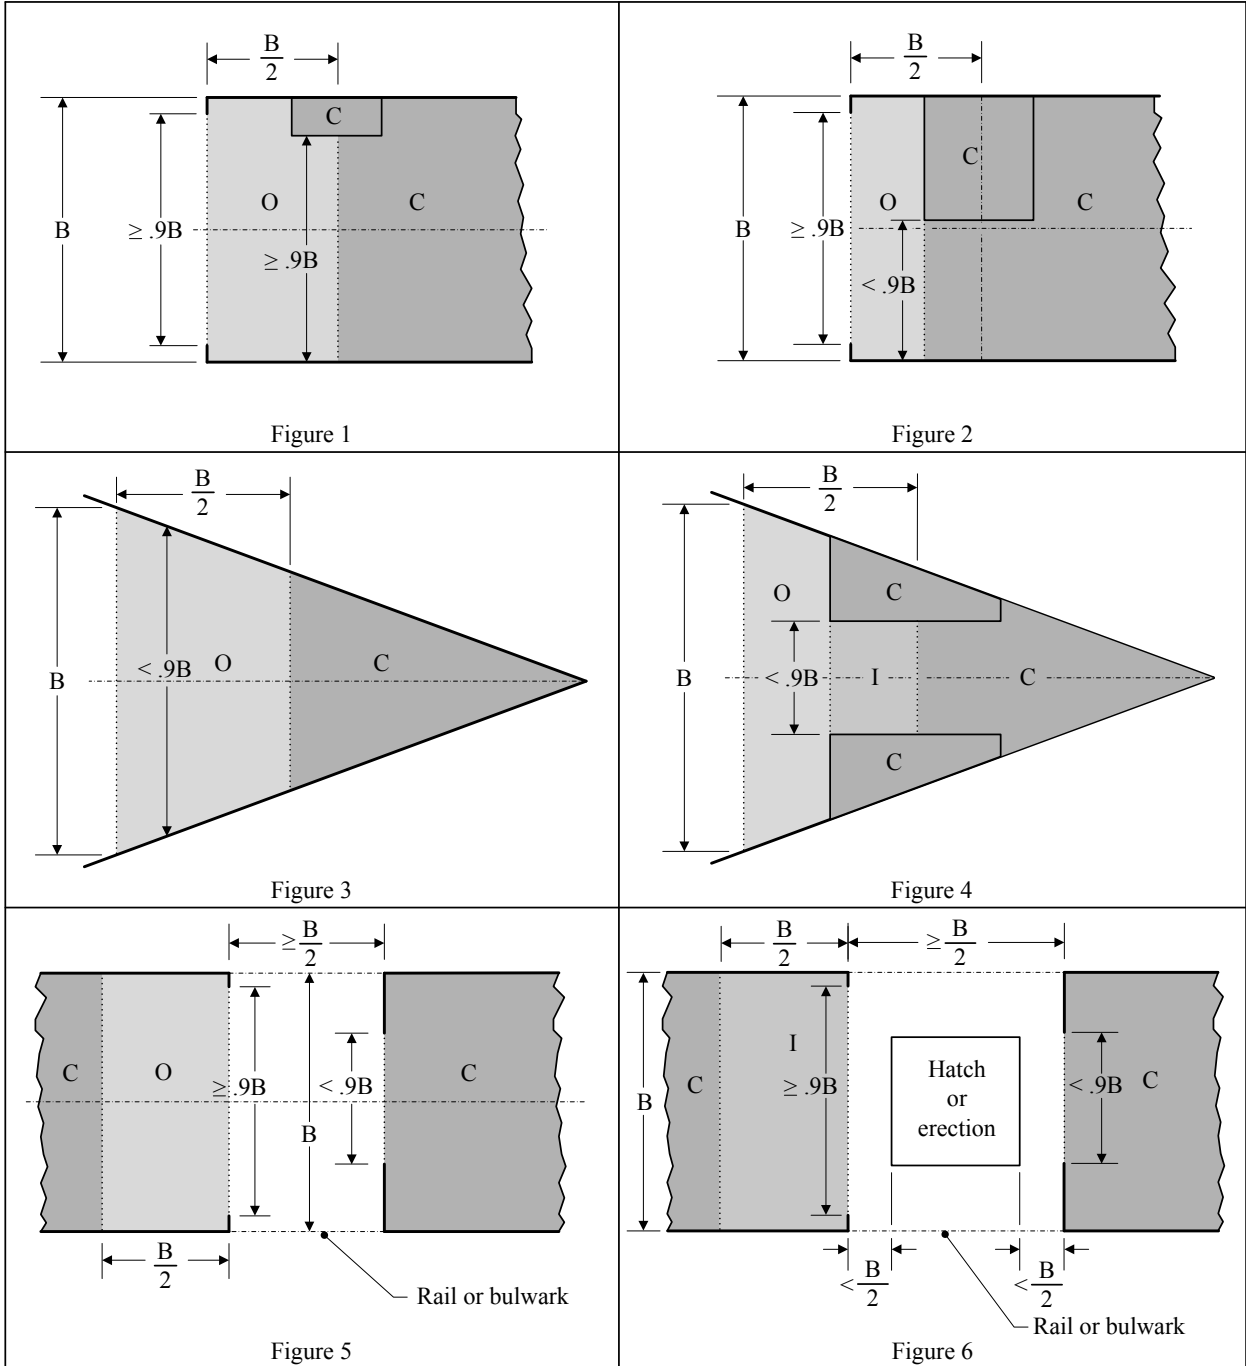 B
2
C
O
C
B
≥ .9B
≥ .9B
Figure 1
B
2
C
O
C
B
≥ .9B
< .9B
Figure 2
B
2
B
< .9B
O
C
Figure 3
B
2
O
C
B
< .9B
I
C
C
Figure 4
≥ B
2
C
O
≥ .9B
< .9B
C
B
B
2
Rail or bulwark
Figure 5
B
2
≥ B
2
I
C
B
≥ .9B
Hatch
or
erection
< .9B
C
< B
2
< B
2
Rail or bulwark
Figure 6